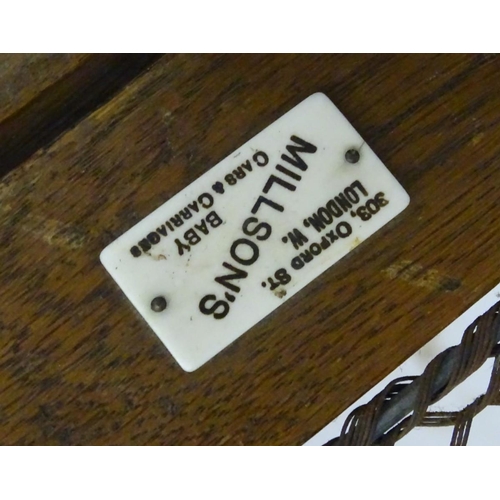 303, OXFORD ST.
LONDON, W.
MILLSON'S
BABY
CARS & CARRIAGES